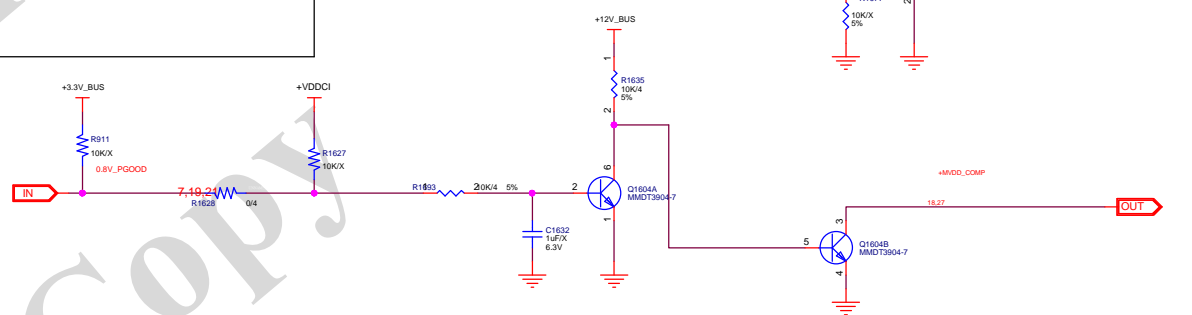 +12V_BUS
10K/X
5%
2
+3.3V_BUS
+VDDCI
1
R1635
10K/4
5%
2
R911
10K/X
R1627
10K/X
0.8V_PGOOD
6
+MVDD_COMP
IN
7,19,21
R1628
0/4
R1693
2
10K/4
5%
2
Q1604A
MMDT3904-7
1
18,27
OUT
C1632
1uF/X
6.3V
3
5
Q1604B
MMDT3904-7
4
Copy